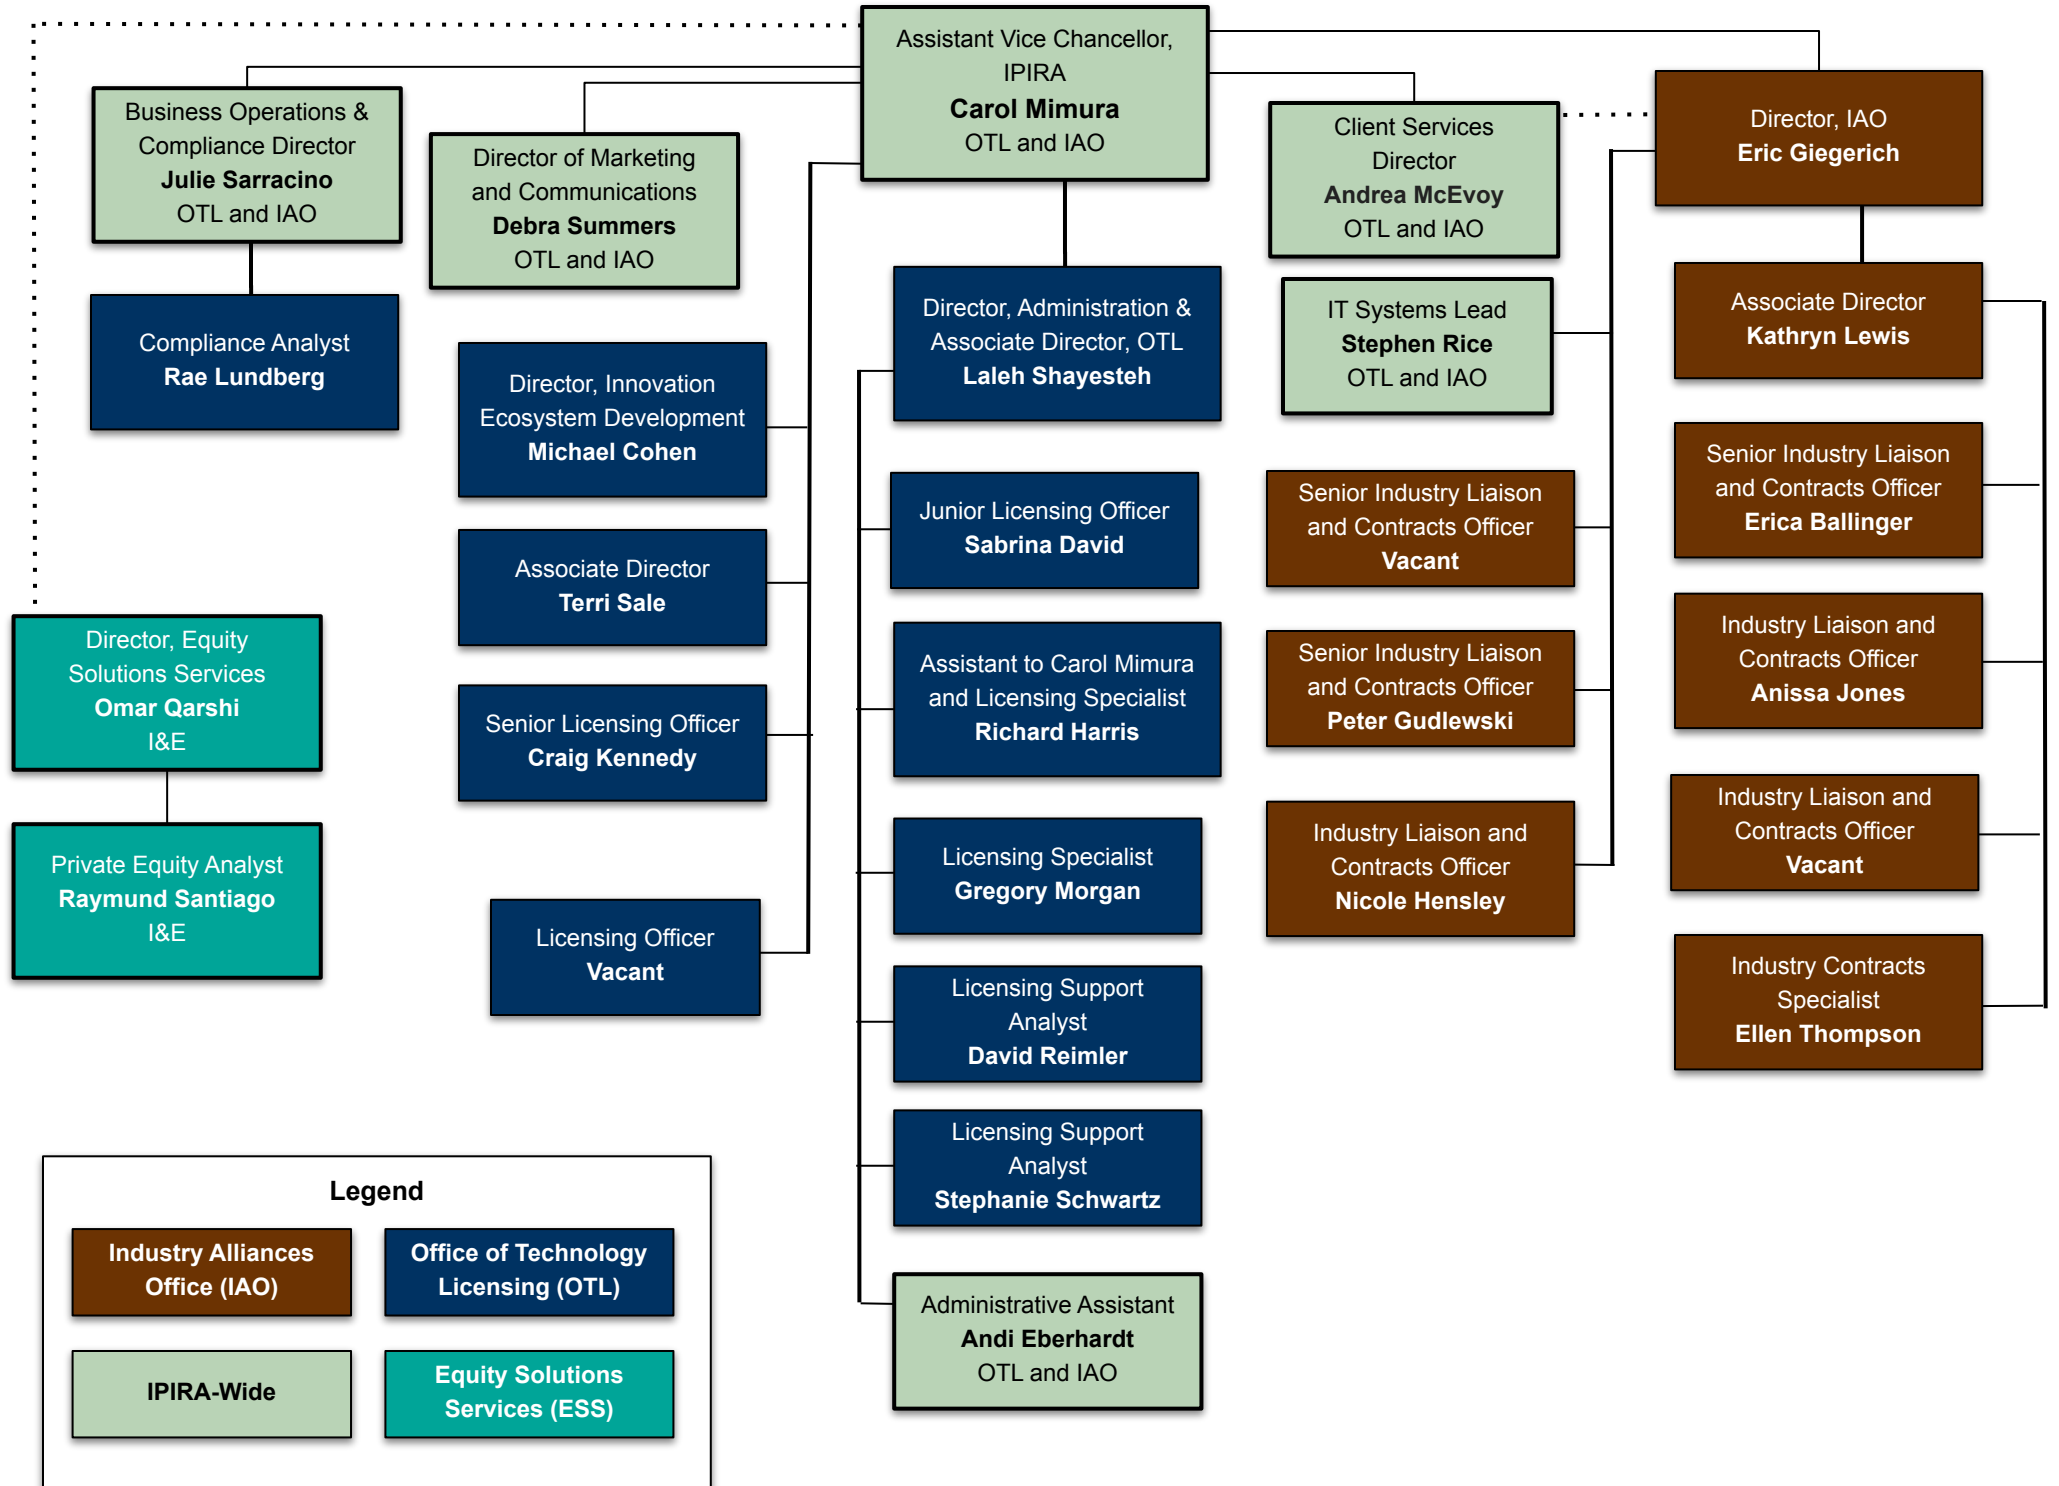 Assistant Vice Chancellor,
IPIRA
Carol Mimura
OTL and IAO
Business Operations &
Compliance Director
Julie Sarracino
OTL and IAO
Director of Marketing
and Communications
Debra Summers
OTL and IAO
Client Services
Director
Andrea McEvoy
OTL and IAO
Director, IAO
Eric Giegerich
Compliance Analyst
Rae Lundberg
Director, Innovation
Ecosystem Development
Michael Cohen
Associate Director
Terri Sale
Senior Licensing Officer
Craig Kennedy
Licensing Officer
Vacant
Director, Equity
Solutions Services
Omar Qarshi
I&E
Private Equity Analyst
Raymund Santiago
I&E
Director, Administration &
Associate Director, OTL
Laleh Shayesteh
Junior Licensing Officer
Sabrina David
Assistant to Carol Mimura
and Licensing Specialist
Richard Harris
Licensing Specialist
Gregory Morgan
Licensing Support
Analyst
David Reimler
Licensing Support
Analyst
Stephanie Schwartz
Administrative Assistant
Andi Eberhardt
OTL and IAO
IT Systems Lead
Stephen Rice
OTL and IAO
Senior Industry Liaison
and Contracts Officer
Vacant
Senior Industry Liaison
and Contracts Officer
Peter Gudlewski
Industry Liaison and
Contracts Officer
Nicole Hensley
Associate Director
Kathryn Lewis
Senior Industry Liaison
and Contracts Officer
Erica Ballinger
Industry Liaison and
Contracts Officer
Anissa Jones
Industry Liaison and
Contracts Officer
Vacant
Industry Contracts
Specialist
Ellen Thompson
Legend
Industry Alliances
Office (IAO)
Office of Technology
Licensing (OTL)
IPIRA-Wide
Equity Solutions
Services (ESS)